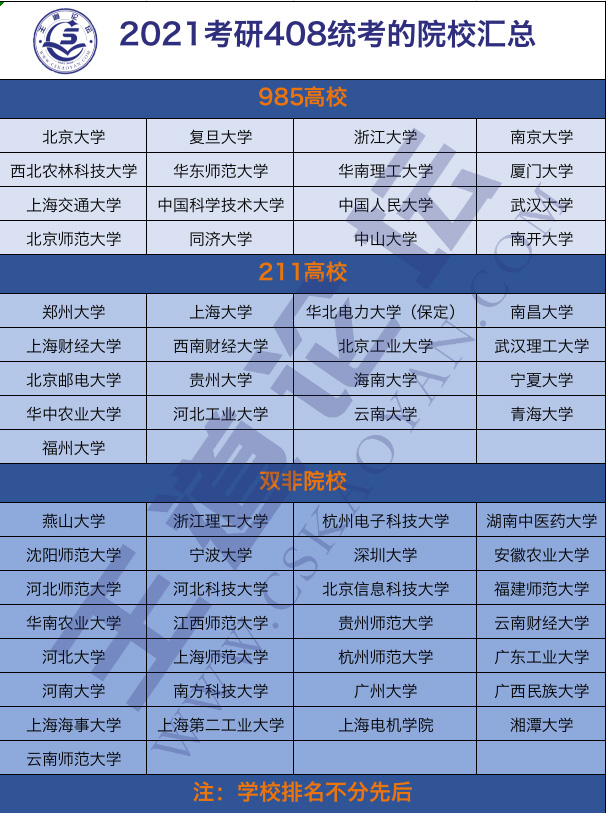 王道论坛
WWW.CSKAOYAN.COM
2021考研408统考的院校汇总
985高校
北京大学 复旦大学 浙江大学 南京大学
西北农林科技大学 华东师范大学 华南理工大学 厦门大学
上海交通大学 中国科学技术大学 中国人民大学 武汉大学
北京师范大学 同济大学 中山大学 南开大学
211高校
郑州大学 上海大学 华北电力大学（保定） 南昌大学
上海财经大学 西南财经大学 北京工业大学 武汉理工大学
北京邮电大学 贵州大学 海南大学 宁夏大学
华中农业大学 河北工业大学 云南大学 青海大学
福州大学
双非院校
燕山大学 浙江理工大学 杭州电子科技大学 湖南中医药大学
沈阳师范大学 宁波大学 深圳大学 安徽农业大学
河北师范大学 河北科技大学 北京信息科技大学 福建师范大学
华南农业大学 江西师范大学 贵州师范大学 云南财经大学
河北大学 上海师范大学 杭州师范大学 广东工业大学
河南大学 南方科技大学 广州大学 广西民族大学
上海海事大学 上海第二工业大学 上海电机学院 湘潭大学
云南师范大学
注：学校排名不分先后
王道论坛
WWW.CSKAOYAN.COM